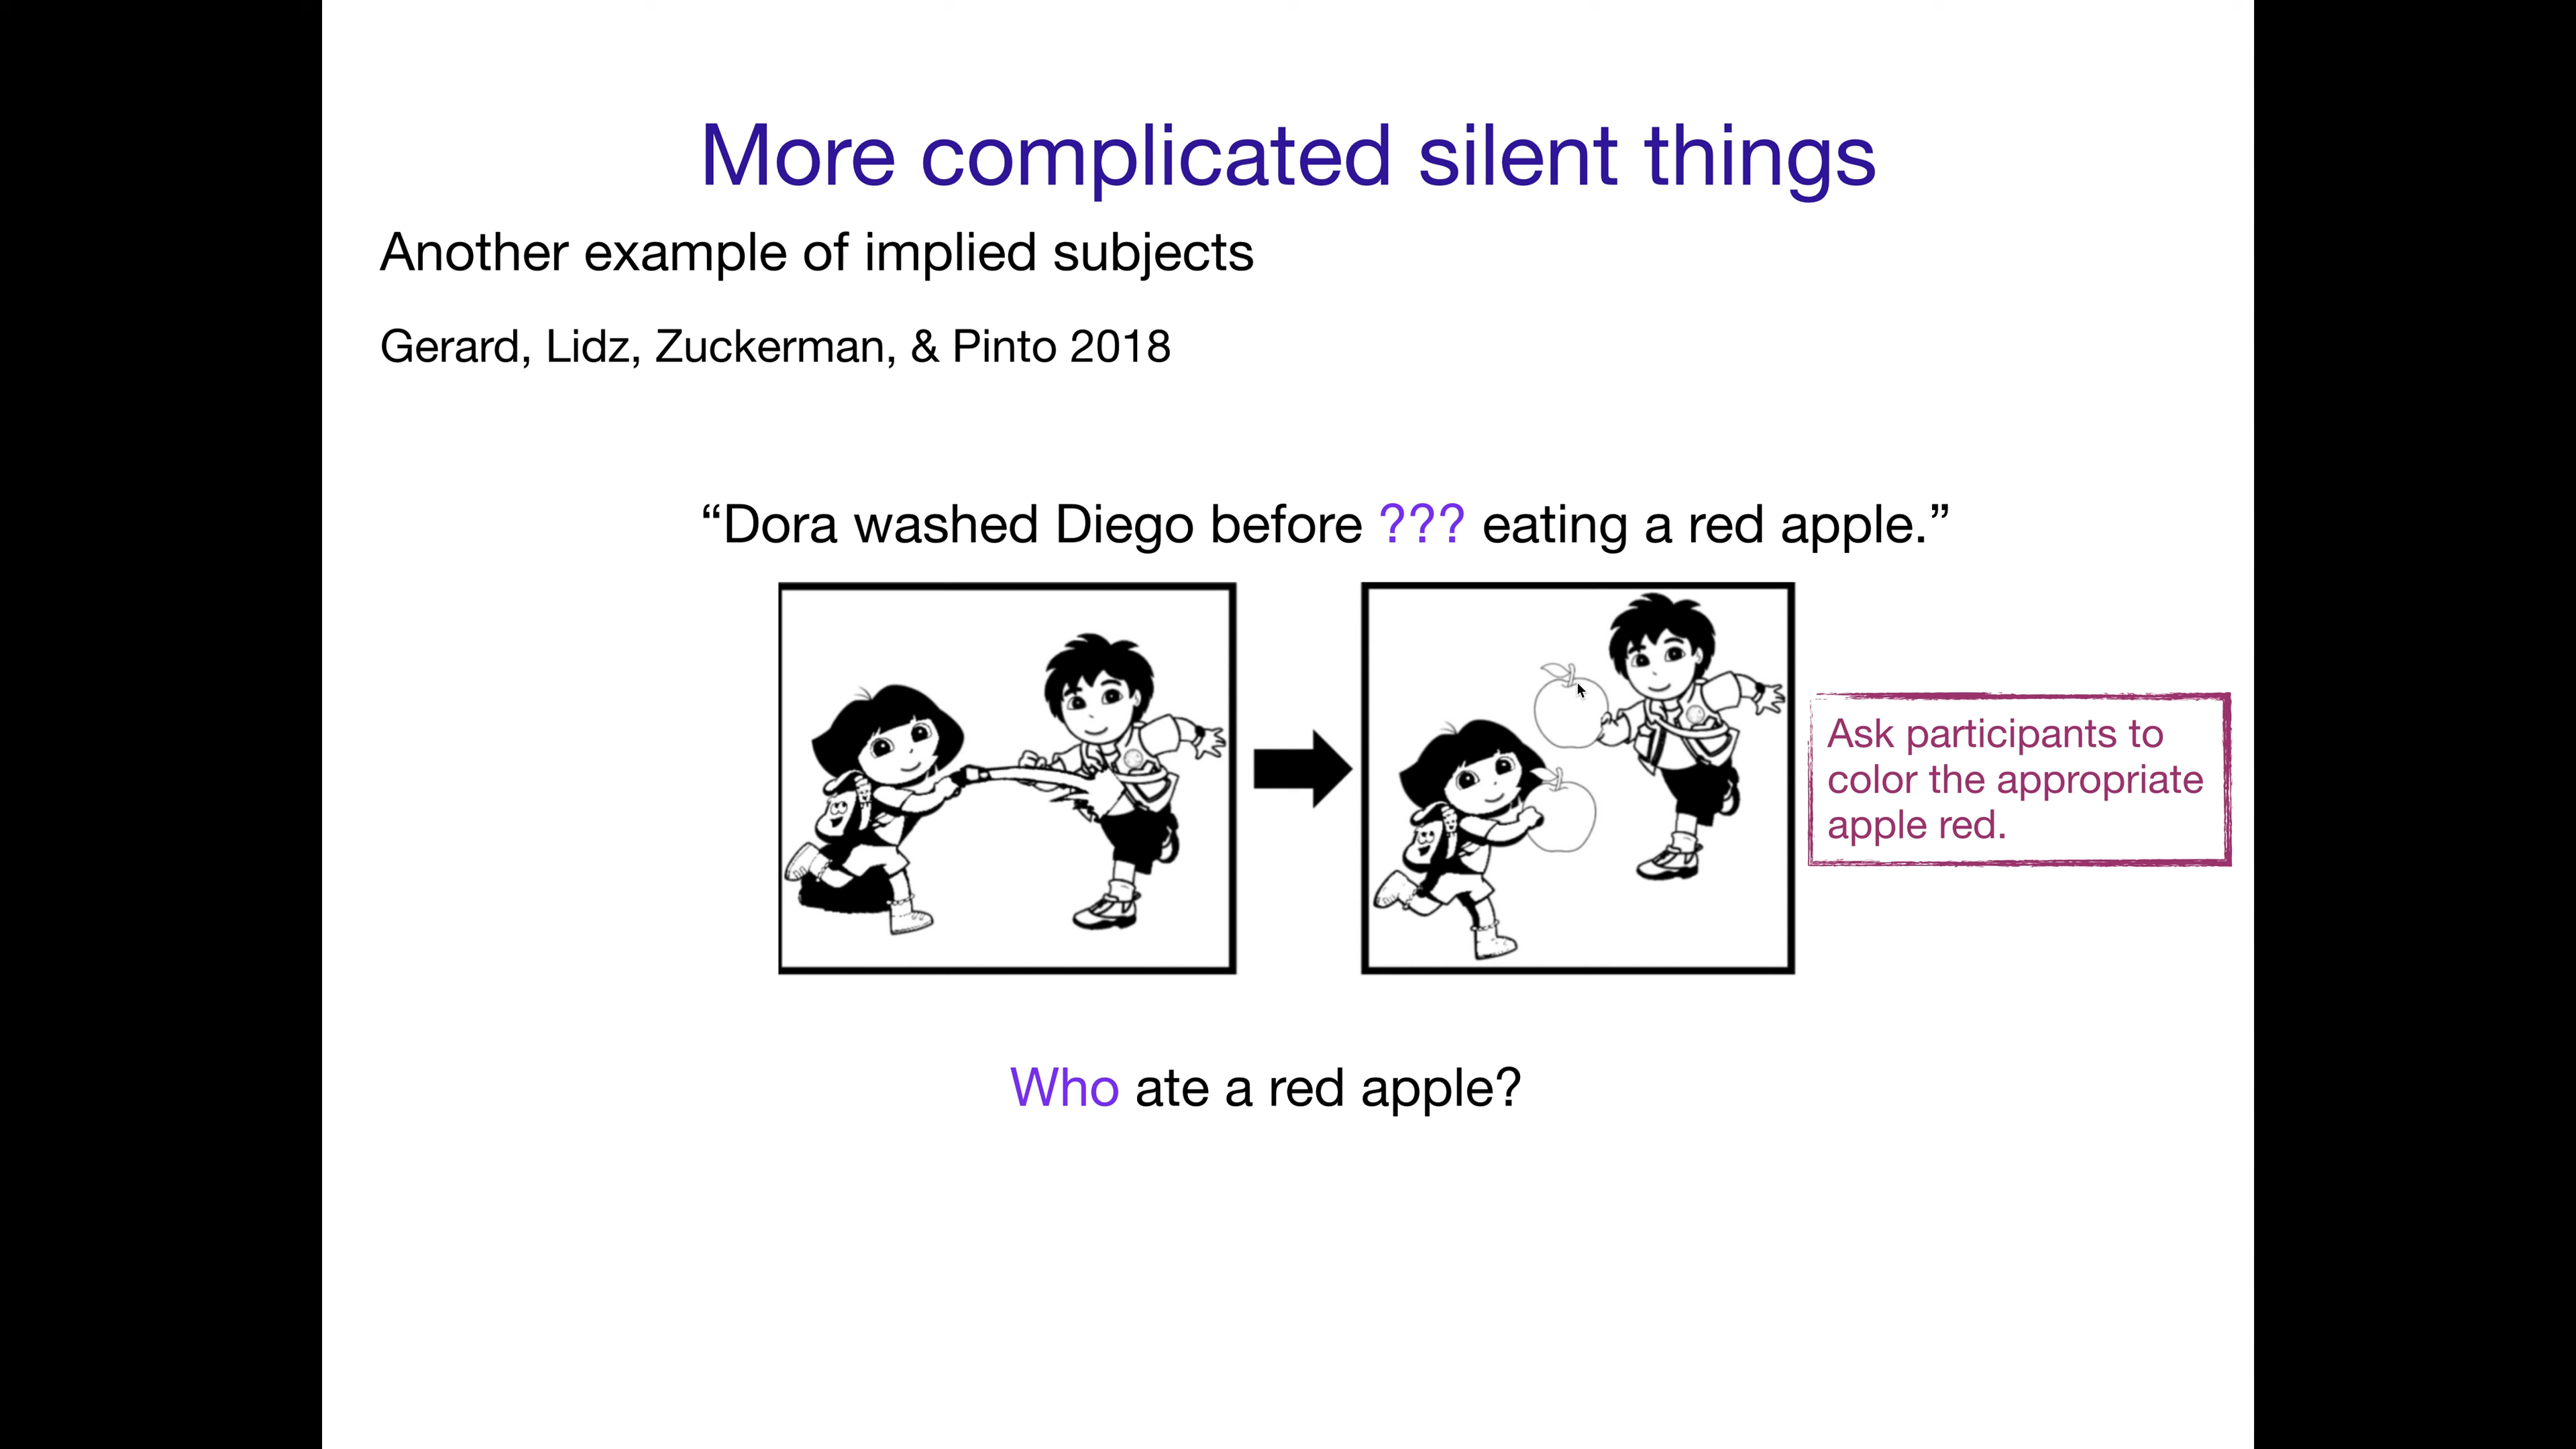 More complicated silent things
Another example of implied subjects
Gerard, Lidz, Zuckerman, & Pinto 2018
“Dora washed Diego before ??? eating a red apple.”
Ask participants to
color the appropriate
apple red.
Who ate a red apple?